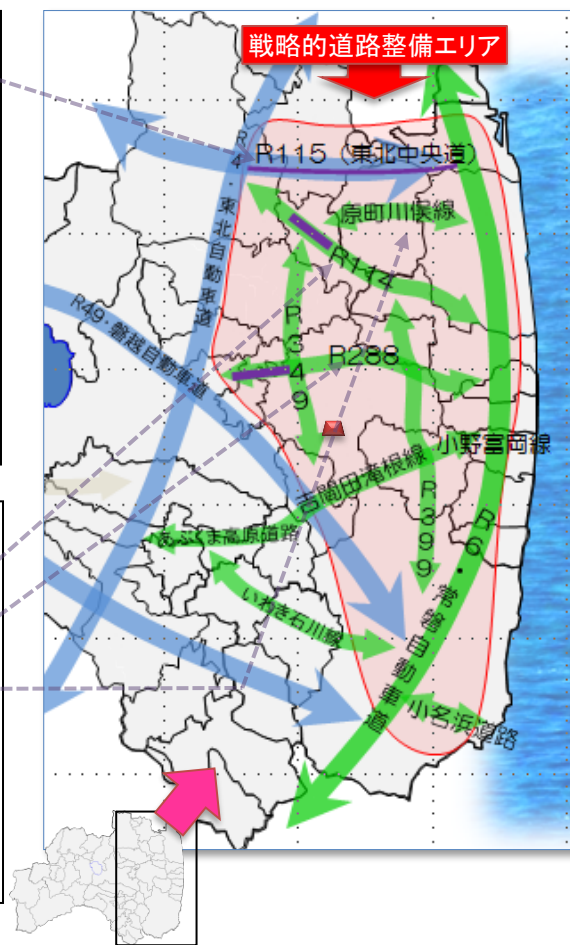 戦略的道路整備エリア
R115（東北中央道）
R4・東北自動車道
原町川俣線
R114
R49・磐越自動車道
R349
R288
小野富岡線
吉間田滝根線
R399
R6・常磐自動車道
あぶくま高原道路
いわき石川線
小名浜道路